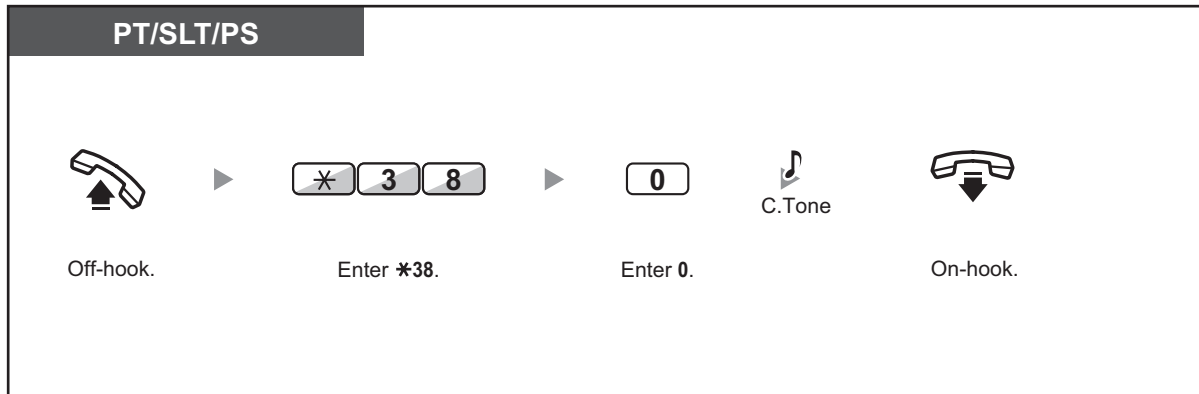 PT/SLT/PS
✳ 3 8 0
C.Tone
Off-hook. Enter ✳38. Enter 0. On-hook.